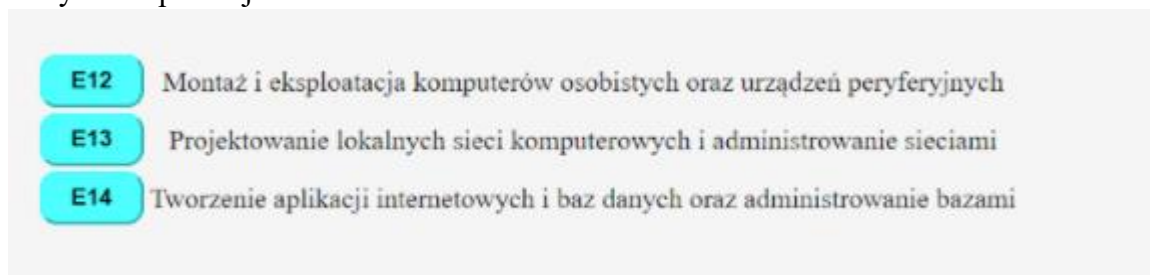 E12 Montaż i eksploatacja komputerów osobistych oraz urządzeń peryferyjnych
E13 Projektowanie lokalnych sieci komputerowych i administrowanie sieciami
E14 Tworzenie aplikacji internetowych i baz danych oraz administrowanie bazami